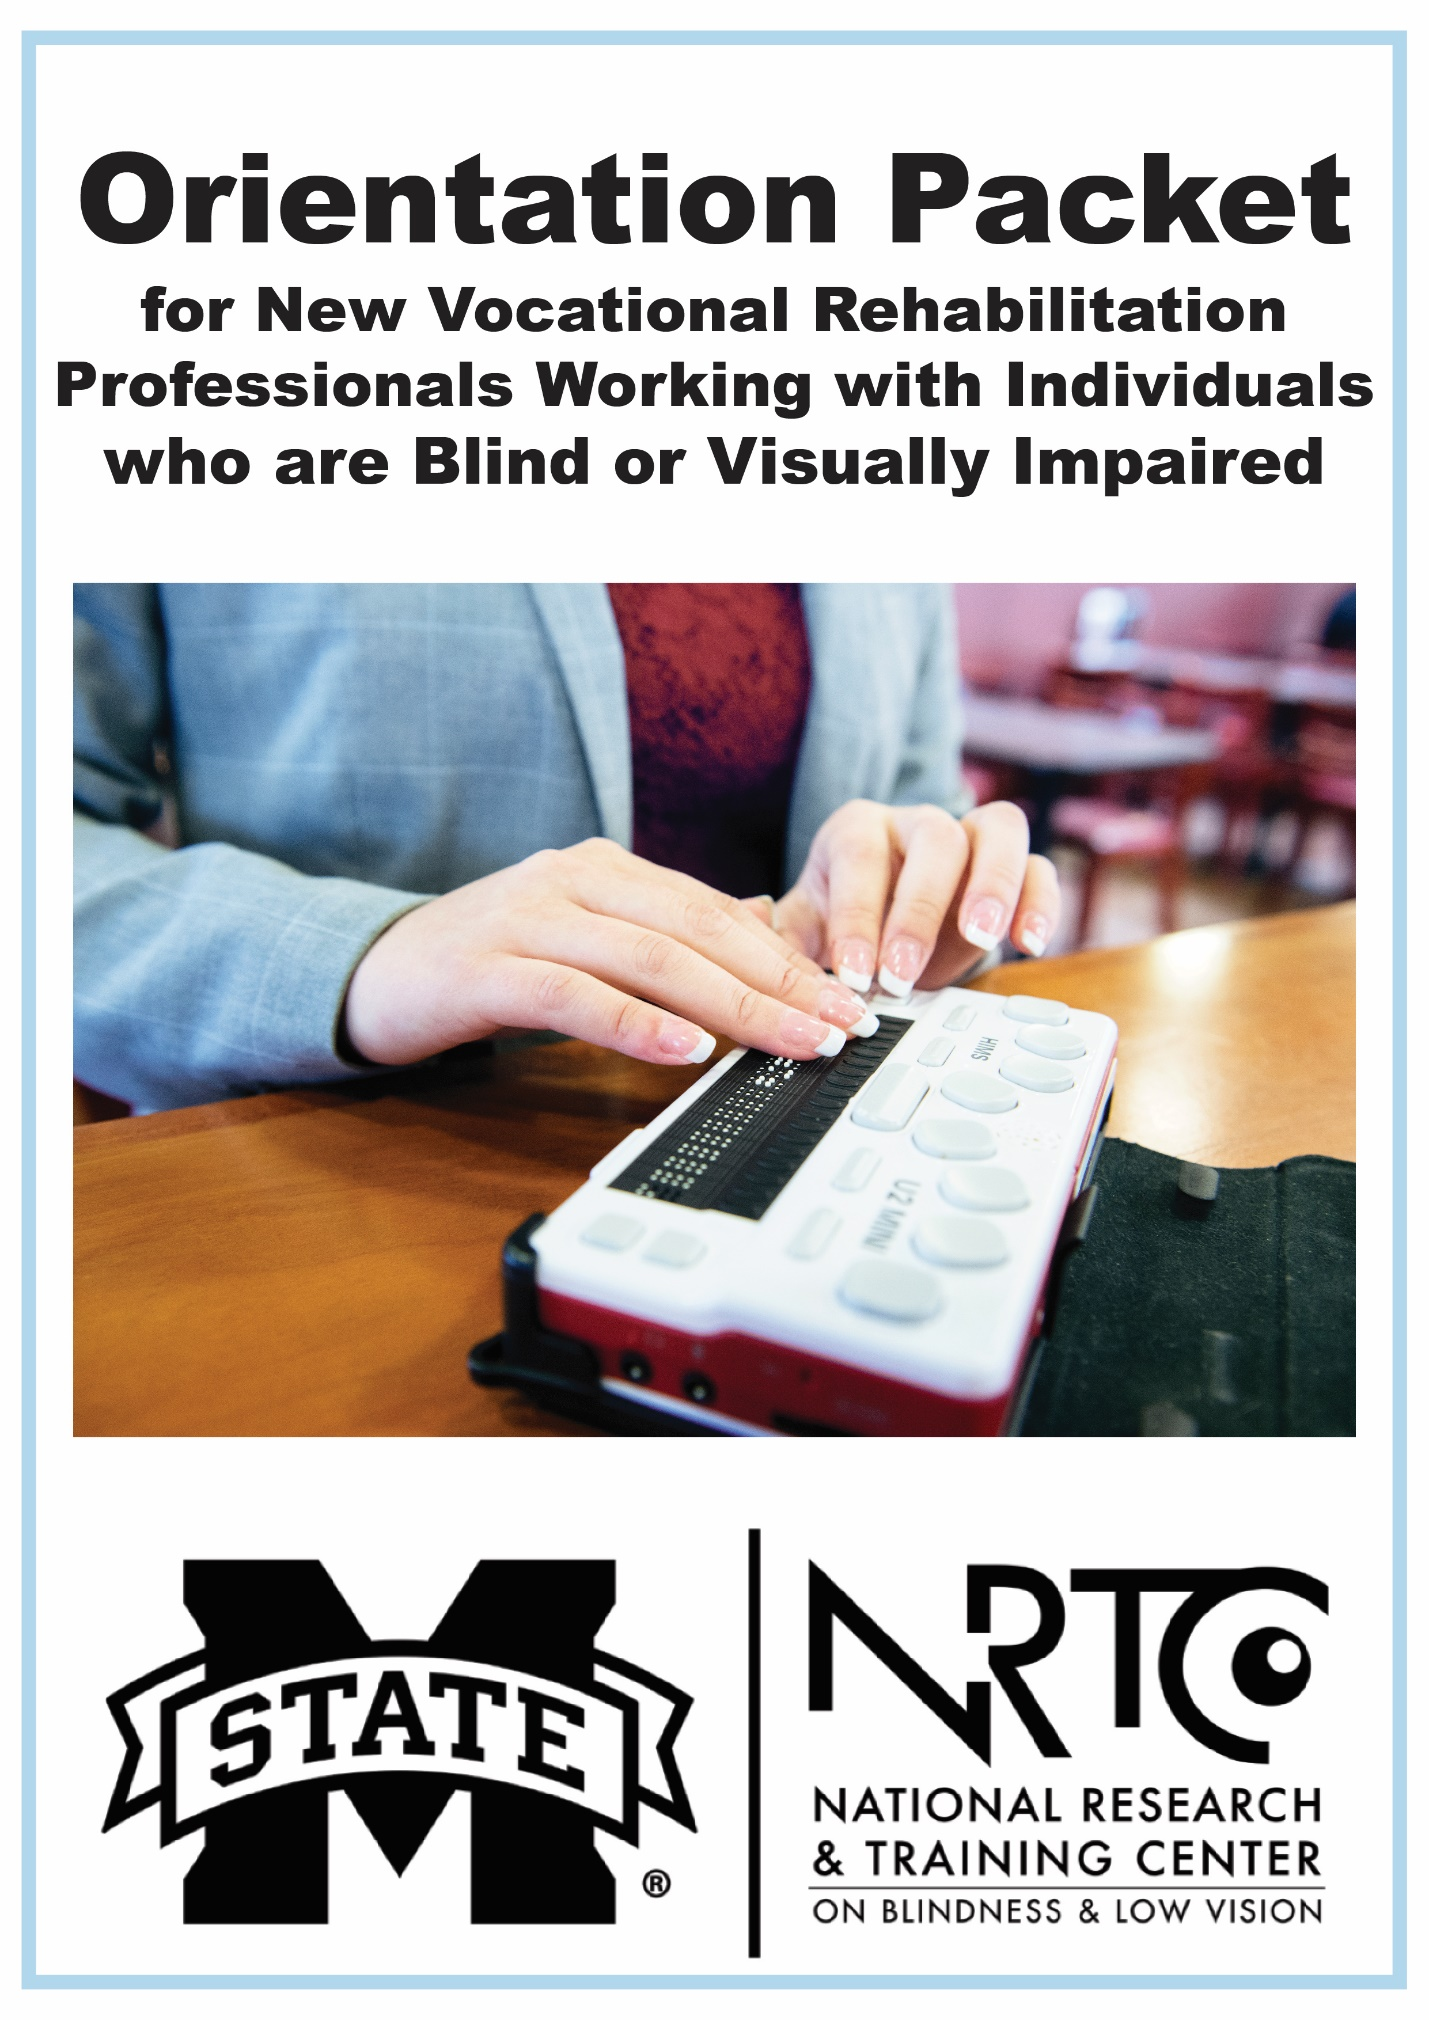 Orientation Packet
for New Vocational Rehabilitation
Professionals Working with Individuals
who are Blind or Visually Impaired
HIMS
U2 MINI
STATE
®
NRTC
NATIONAL RESEARCH
& TRAINING CENTER
ON BLINDNESS & LOW VISION